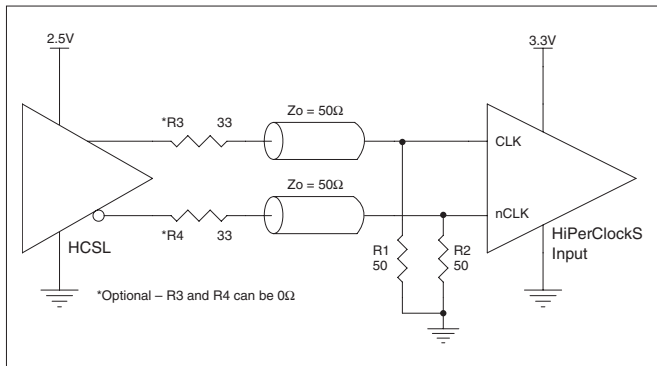 2.5V
3.3V
*R3 33
Zo = 50Ω
CLK
Zo = 50Ω
*R4 33
nCLK
HCSL
R1
50
R2
50
HiPerClockS
Input
*Optional – R3 and R4 can be 0Ω